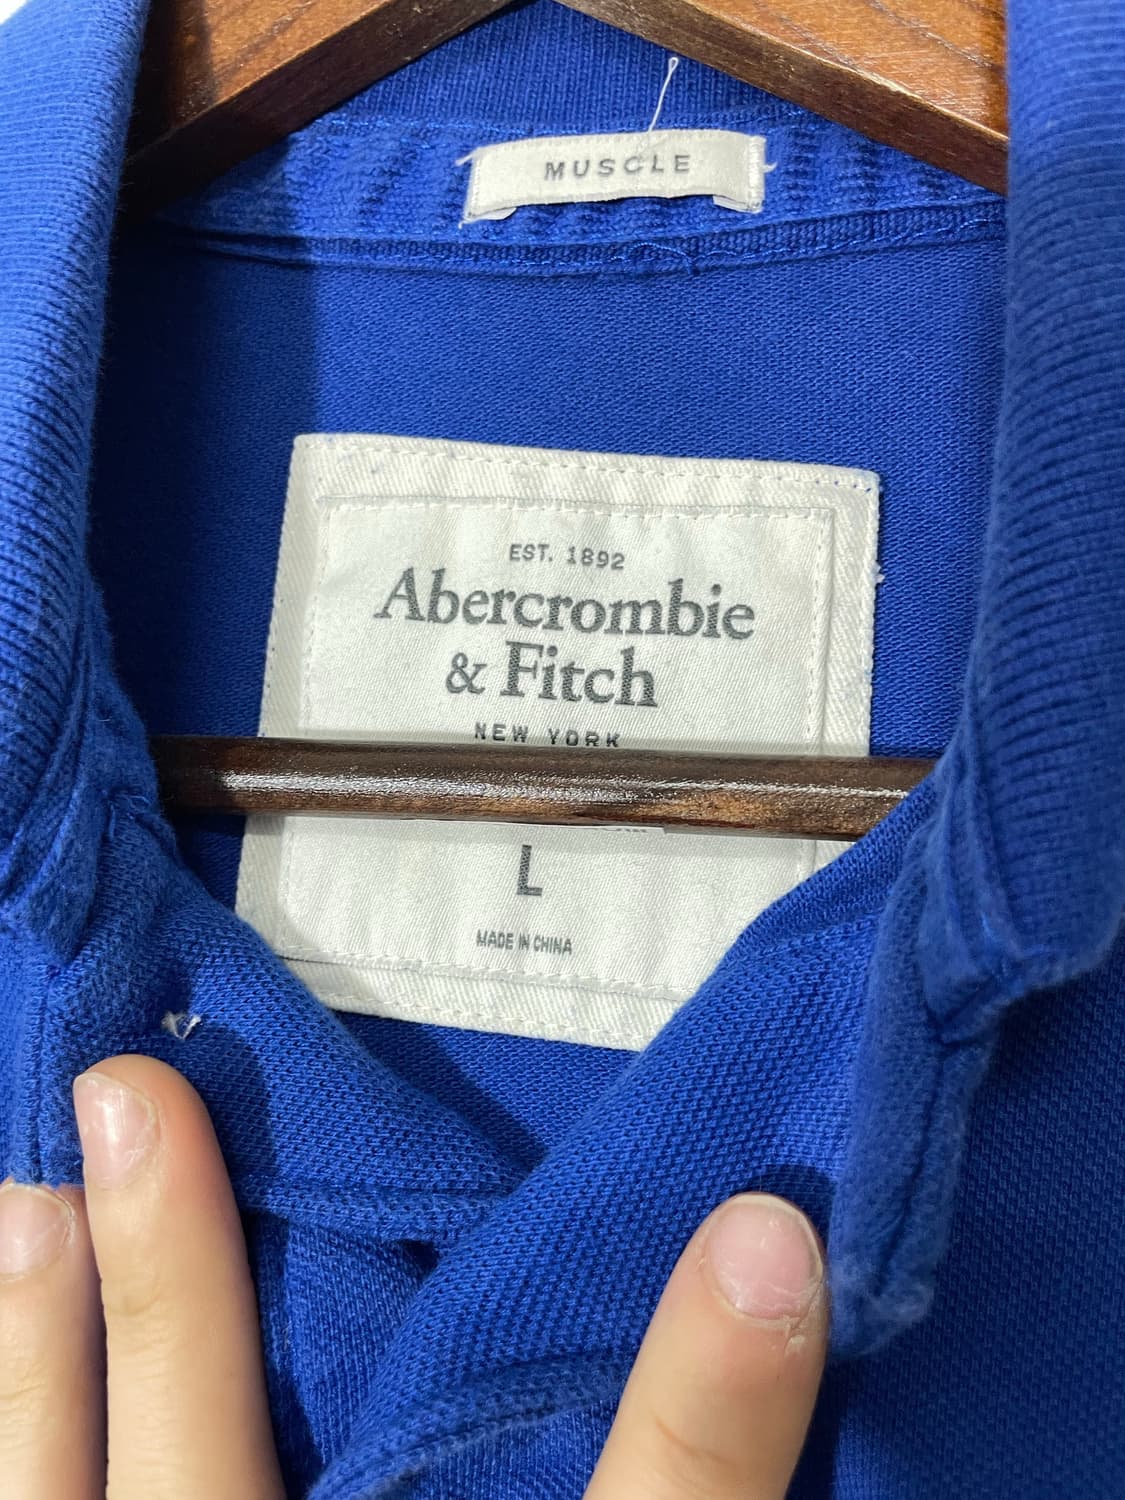 MUSCLE
EST. 1892
Abercrombie
& Fitch
NEW YORK
L
MADE IN CHINA